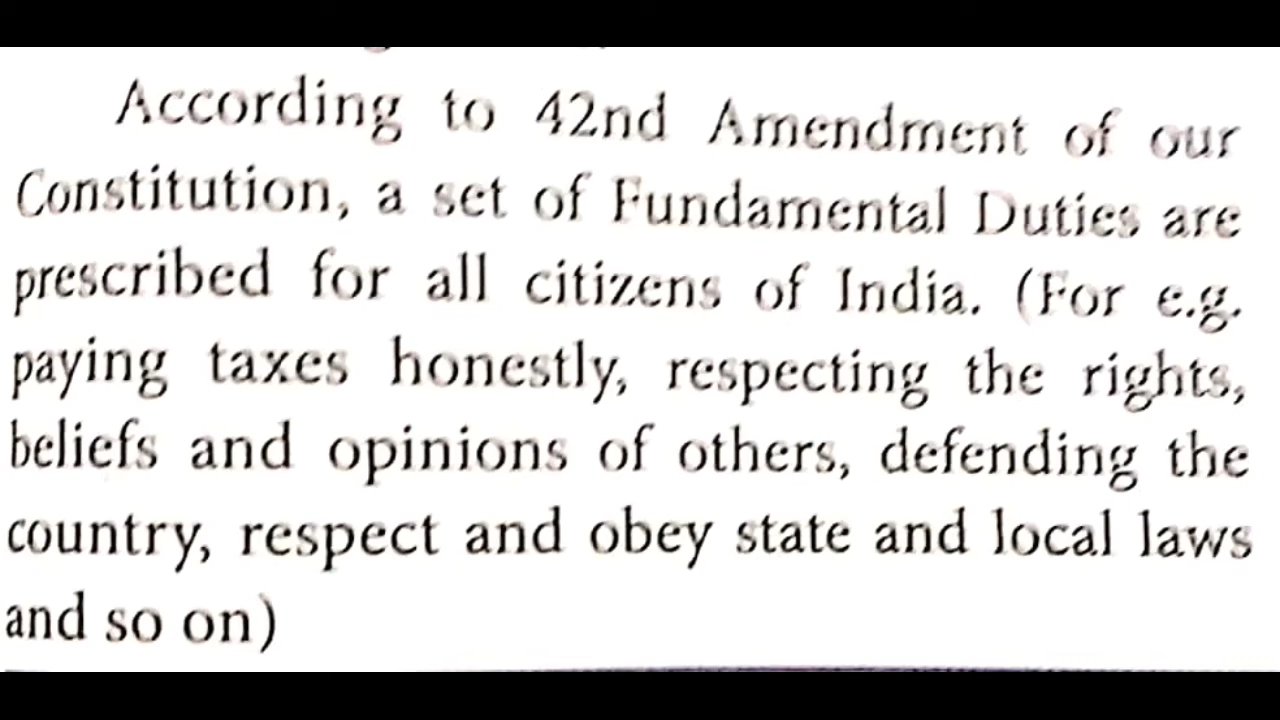 According to 42nd Amendment of our
Constitution, a set of Fundamental Duties are
prescribed for all citizens of India. (For e.g.
paying taxes honestly, respecting the rights,
beliefs and opinions of others, defending the
country, respect and obey state and local laws
and so on)